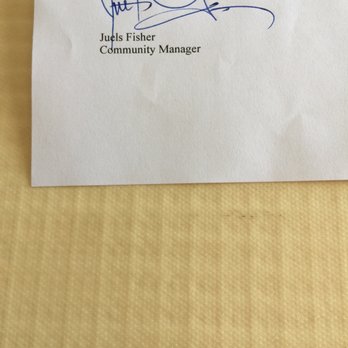 Juels Fisher
Community Manager